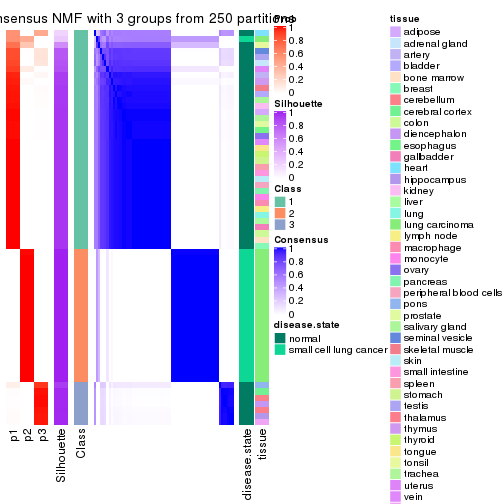 nsensus NMF with 3 groups from 250 partitions
Prop
1
0.8
0.6
0.4
0.2
0
Silhouette
1
0.8
0.6
0.4
0.2
0
Class
1
2
3
Consensus
1
0.8
0.6
0.4
0.2
0
disease.state
normal
small cell lung cancer
tissue
adipose
adrenal gland
artery
bladder
bone marrow
breast
cerebellum
cerebral cortex
colon
diencephalon
esophagus
gallbadder
heart
hippocampus
kidney
liver
lung
lung carcinoma
lymph node
macrophage
monocyte
ovary
pancreas
peripheral blood cells
pons
prostate
salivary gland
seminal vesicle
skeletal muscle
skin
small intestine
spleen
stomach
testis
thalamus
thymus
thyroid
tongue
tonsil
trachea
uterus
vein
p1
p2
p3
Silhouette
Class
disease.state
tissue